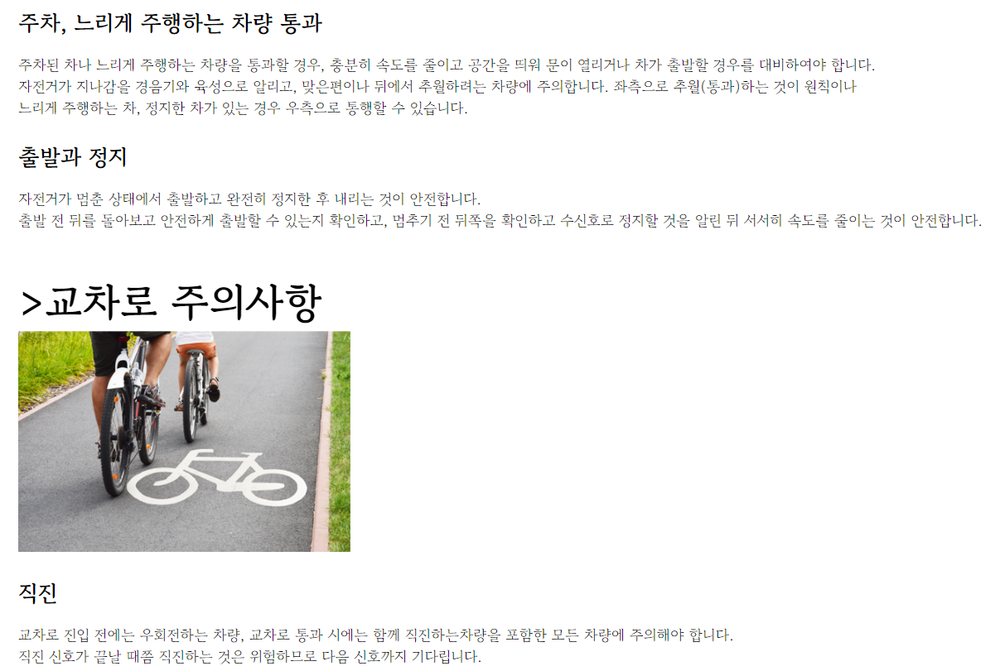 주차, 느리게 주행하는 차량 통과
주차된 차나 느리게 주행하는 차량을 통과할 경우, 충분히 속도를 줄이고 공간을 띄워 문이 열리거나 차가 출발할 경우를 대비하여야 합니다.
자전거가 지나감을 경음기와 육성으로 알리고, 맞은편이나 뒤에서 추월하려는 차량에 주의합니다. 좌측으로 추월(통과)하는 것이 원칙이나
느리게 주행하는 차, 정지한 차가 있는 경우 우측으로 통행할 수 있습니다.
출발과 정지
자전거가 멈춘 상태에서 출발하고 완전히 정지한 후 내리는 것이 안전합니다.
출발 전 뒤를 돌아보고 안전하게 출발할 수 있는지 확인하고, 멈추기 전 뒤쪽을 확인하고 수신호로 정지할 것을 알린 뒤 서서히 속도를 줄이는 것이 안전합니다.
>교차로 주의사항
직진
교차로 진입 전에는 우회전하는 차량, 교차로 통과 시에는 함께 직진하는차량을 포함한 모든 차량에 주의해야 합니다.
직진 신호가 끝날 때쯤 직진하는 것은 위험하므로 다음 신호까지 기다립니다.